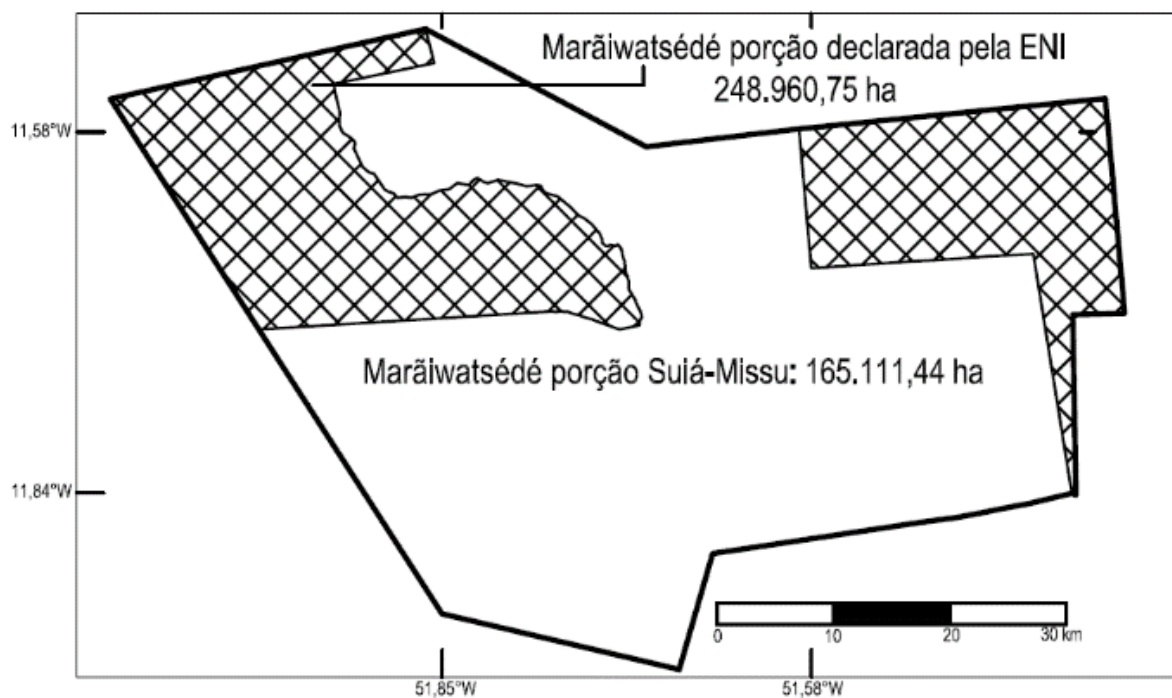 Marãiwatsédé porção declarada pela ENI
248.960,75 ha
11,58°W
Marãiwatsédé porção Suiá-Missu: 165.111,44 ha
11,84°W
0 10 20 30 km
51,85°W 51,58°W